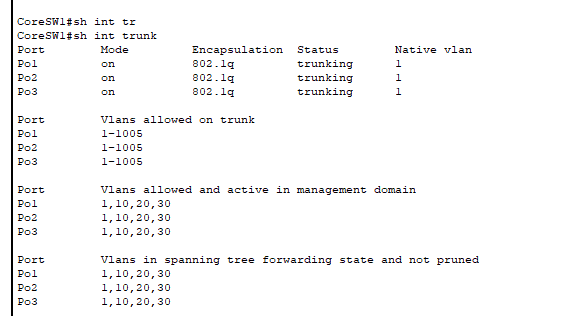 CoreSW1#sh int tr
CoreSW1#sh int trunk
Port        Mode         Encapsulation  Status        Native vlan
Po1         on           802.1q         trunking      1
Po2         on           802.1q         trunking      1
Po3         on           802.1q         trunking      1
Port        Vlans allowed on trunk
Po1         1-1005
Po2         1-1005
Po3         1-1005
Port        Vlans allowed and active in management domain
Po1         1,10,20,30
Po2         1,10,20,30
Po3         1,10,20,30
Port        Vlans in spanning tree forwarding state and not pruned
Po1         1,10,20,30
Po2         1,10,20,30
Po3         1,10,20,30